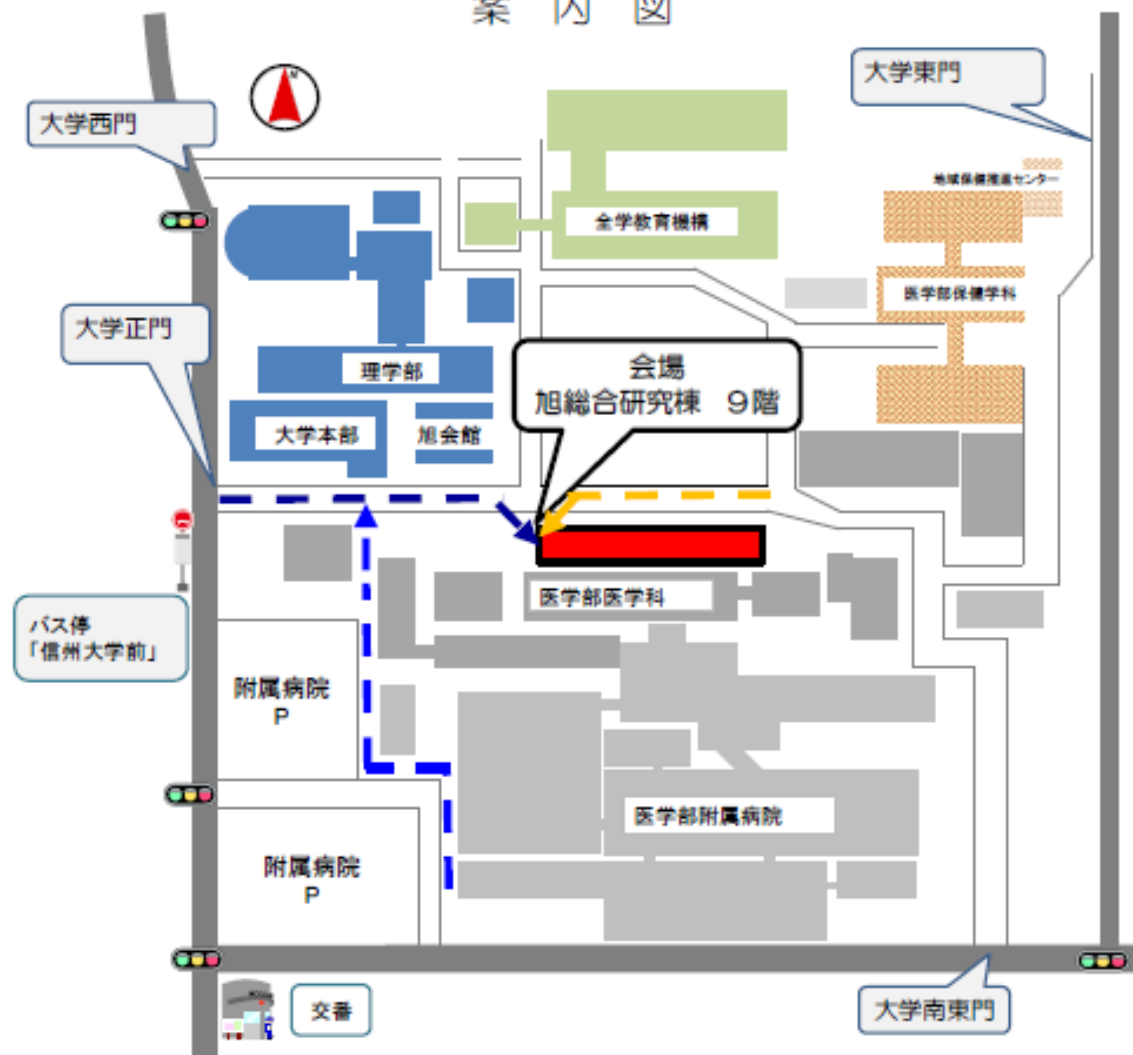 案内図
大学西門
N
大学東門
地域保健推進センター
全学教育機構
医学部保健学科
大学正門
会場
旭総合研究棟 9階
理学部
大学本部
旭会館
バス停
「信州大学前」
医学部医学科
附属病院
P
医学部附属病院
附属病院
P
交番
大学南東門